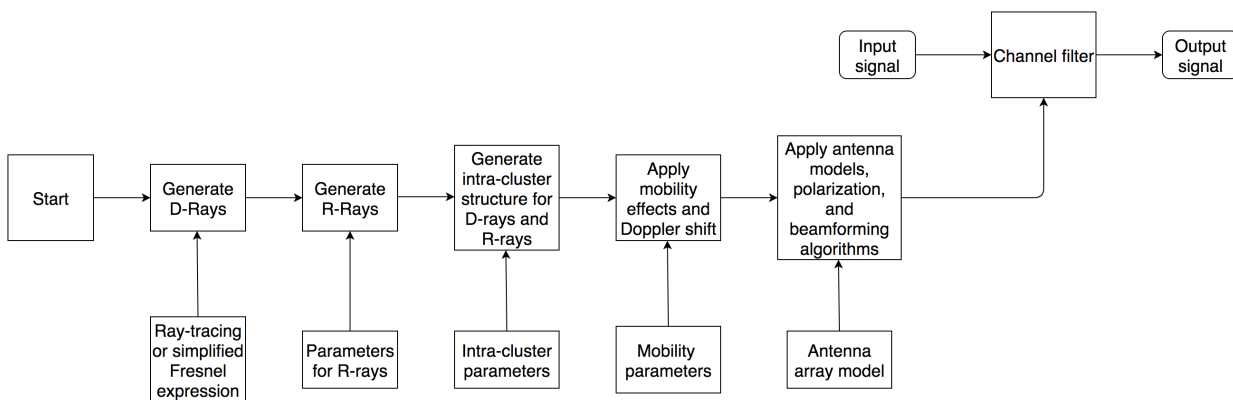 Input
signal
Channel filter
Output
signal
Start
Generate
D-Rays
Generate
R-Rays
Generate
intra-cluster
structure for
D-rays and
R-rays
Apply
mobility
effects and
Doppler shift
Apply antenna
models,
polarization,
and
beamforming
algorithms
Ray-tracing
or simplified
Fresnel
expression
Parameters
for R-rays
Intra-cluster
parameters
Mobility
parameters
Antenna
array model